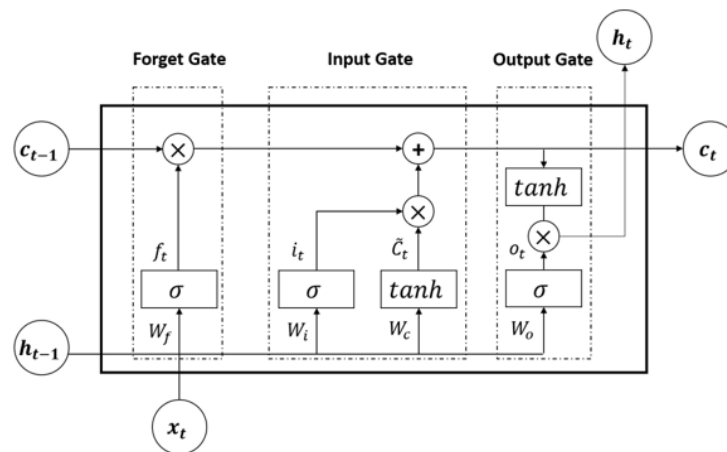 h_t
Forget Gate Input Gate Output Gate
c_{t-1} × + c_t
tanh
× ×
f_t i_t C̃_t o_t
σ σ tanh σ
W_f W_i W_c W_o
h_{t-1}
x_t